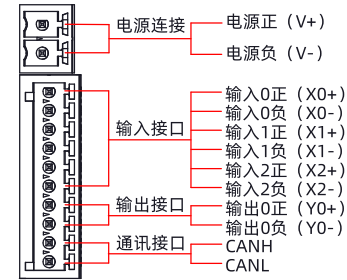 电源连接
电源正（V+）
电源负（V-）
输入接口
输入0正（X0+）
输入0负（X0-）
输入1正（X1+）
输入1负（X1-）
输入2正（X2+）
输入2负（X2-）
输出接口
输出0正（Y0+）
输出0负（Y0-）
通讯接口
CANH
CANL